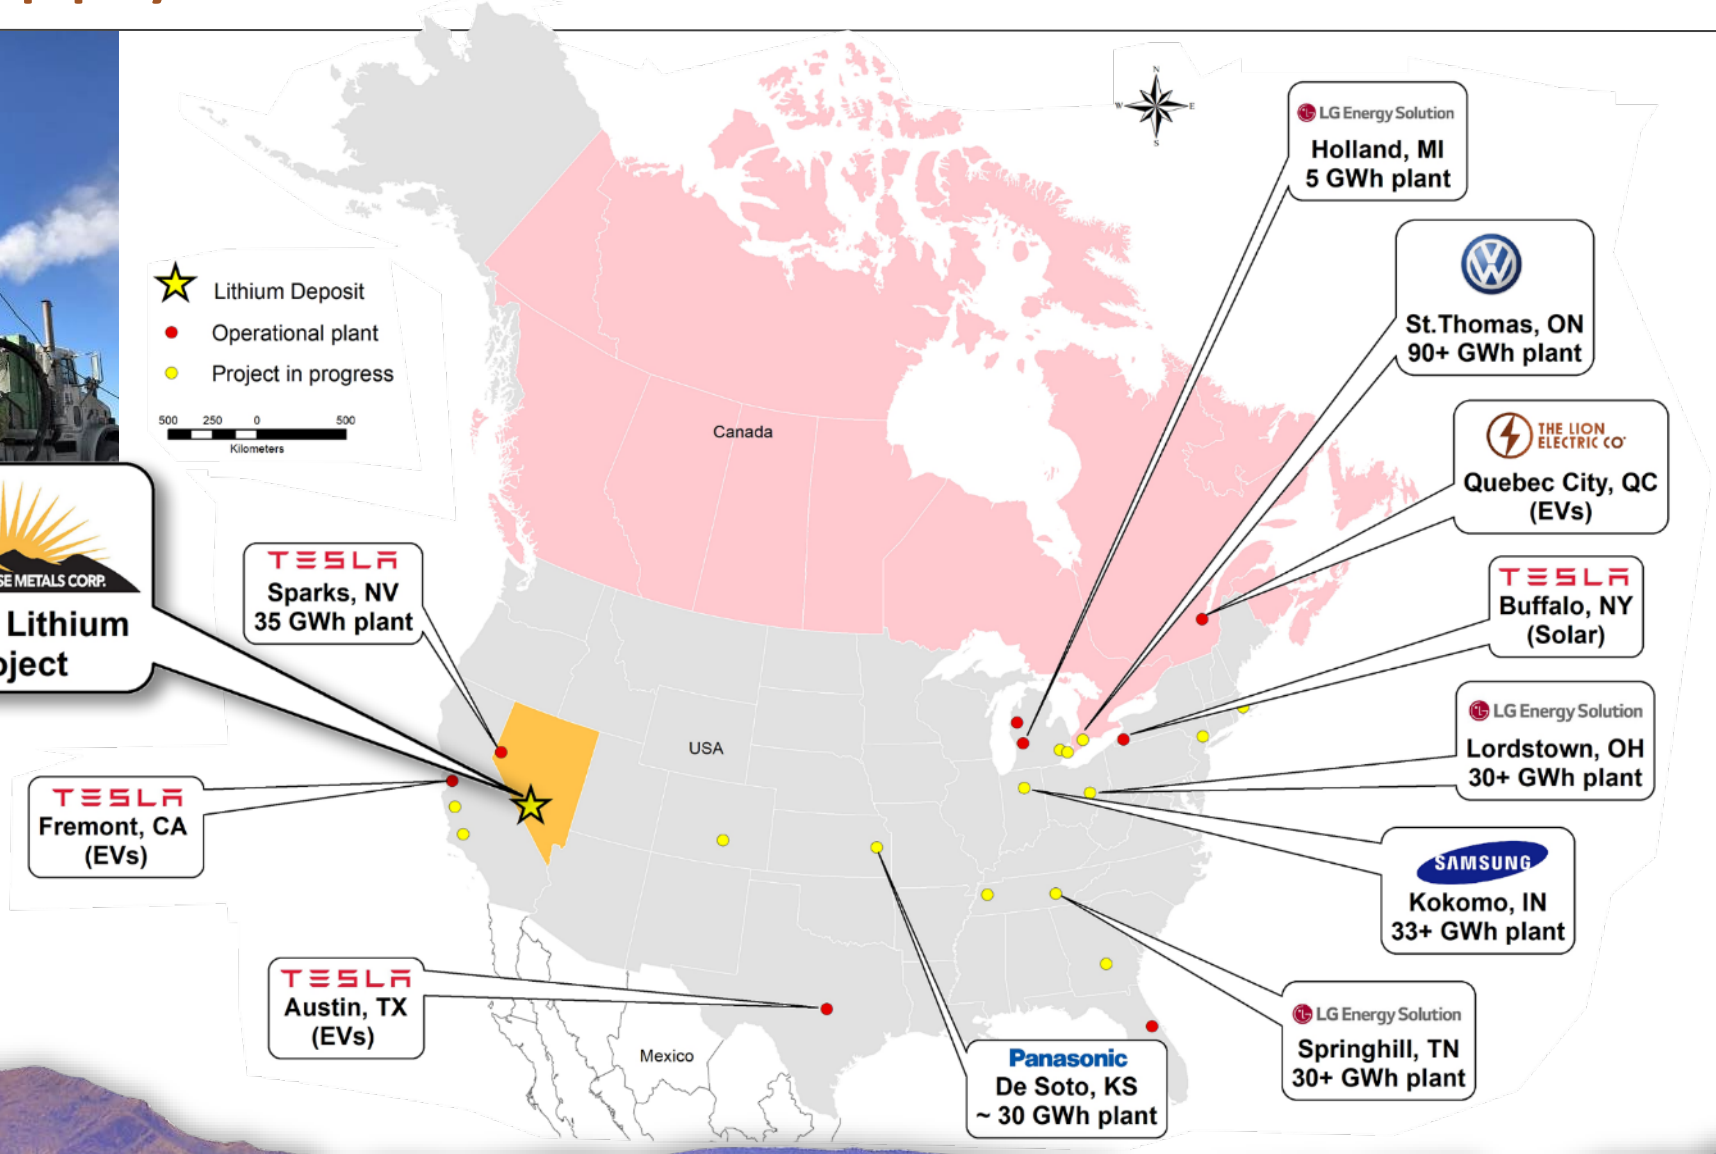 N
W
E
S
LG Energy Solution
Holland, MI
5 GWh plant
St.Thomas, ON
90+ GWh plant
Lithium Deposit
Operational plant
Project in progress
500 250 0 500
Kilometers
Canada
THE LION
ELECTRIC CO
Quebec City, QC
(EVs)
SE METALS CORP.
Lithium
oject
TESLA
Sparks, NV
35 GWh plant
TESLA
Buffalo, NY
(Solar)
USA
LG Energy Solution
Lordstown, OH
30+ GWh plant
TESLA
Fremont, CA
(EVs)
SAMSUNG
Kokomo, IN
33+ GWh plant
TESLA
Austin, TX
(EVs)
Mexico
Panasonic
De Soto, KS
~ 30 GWh plant
LG Energy Solution
Springhill, TN
30+ GWh plant